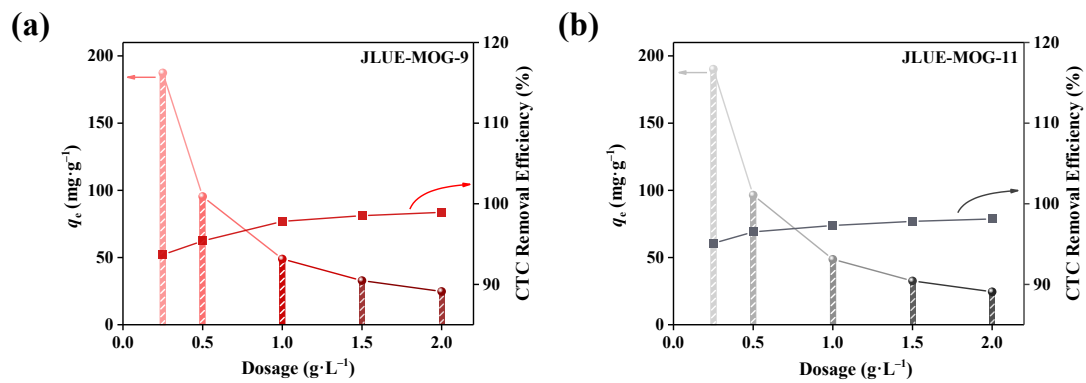 (a)
JLUE-MOG-9
200
150
100
50
0
qe (mg·g−1)
120
110
100
90
CTC Removal Efficiency (%)
0.0 0.5 1.0 1.5 2.0
Dosage (g·L−1)
(b)
JLUE-MOG-11
200
150
100
50
0
qe (mg·g−1)
120
110
100
90
CTC Removal Efficiency (%)
0.0 0.5 1.0 1.5 2.0
Dosage (g·L−1)